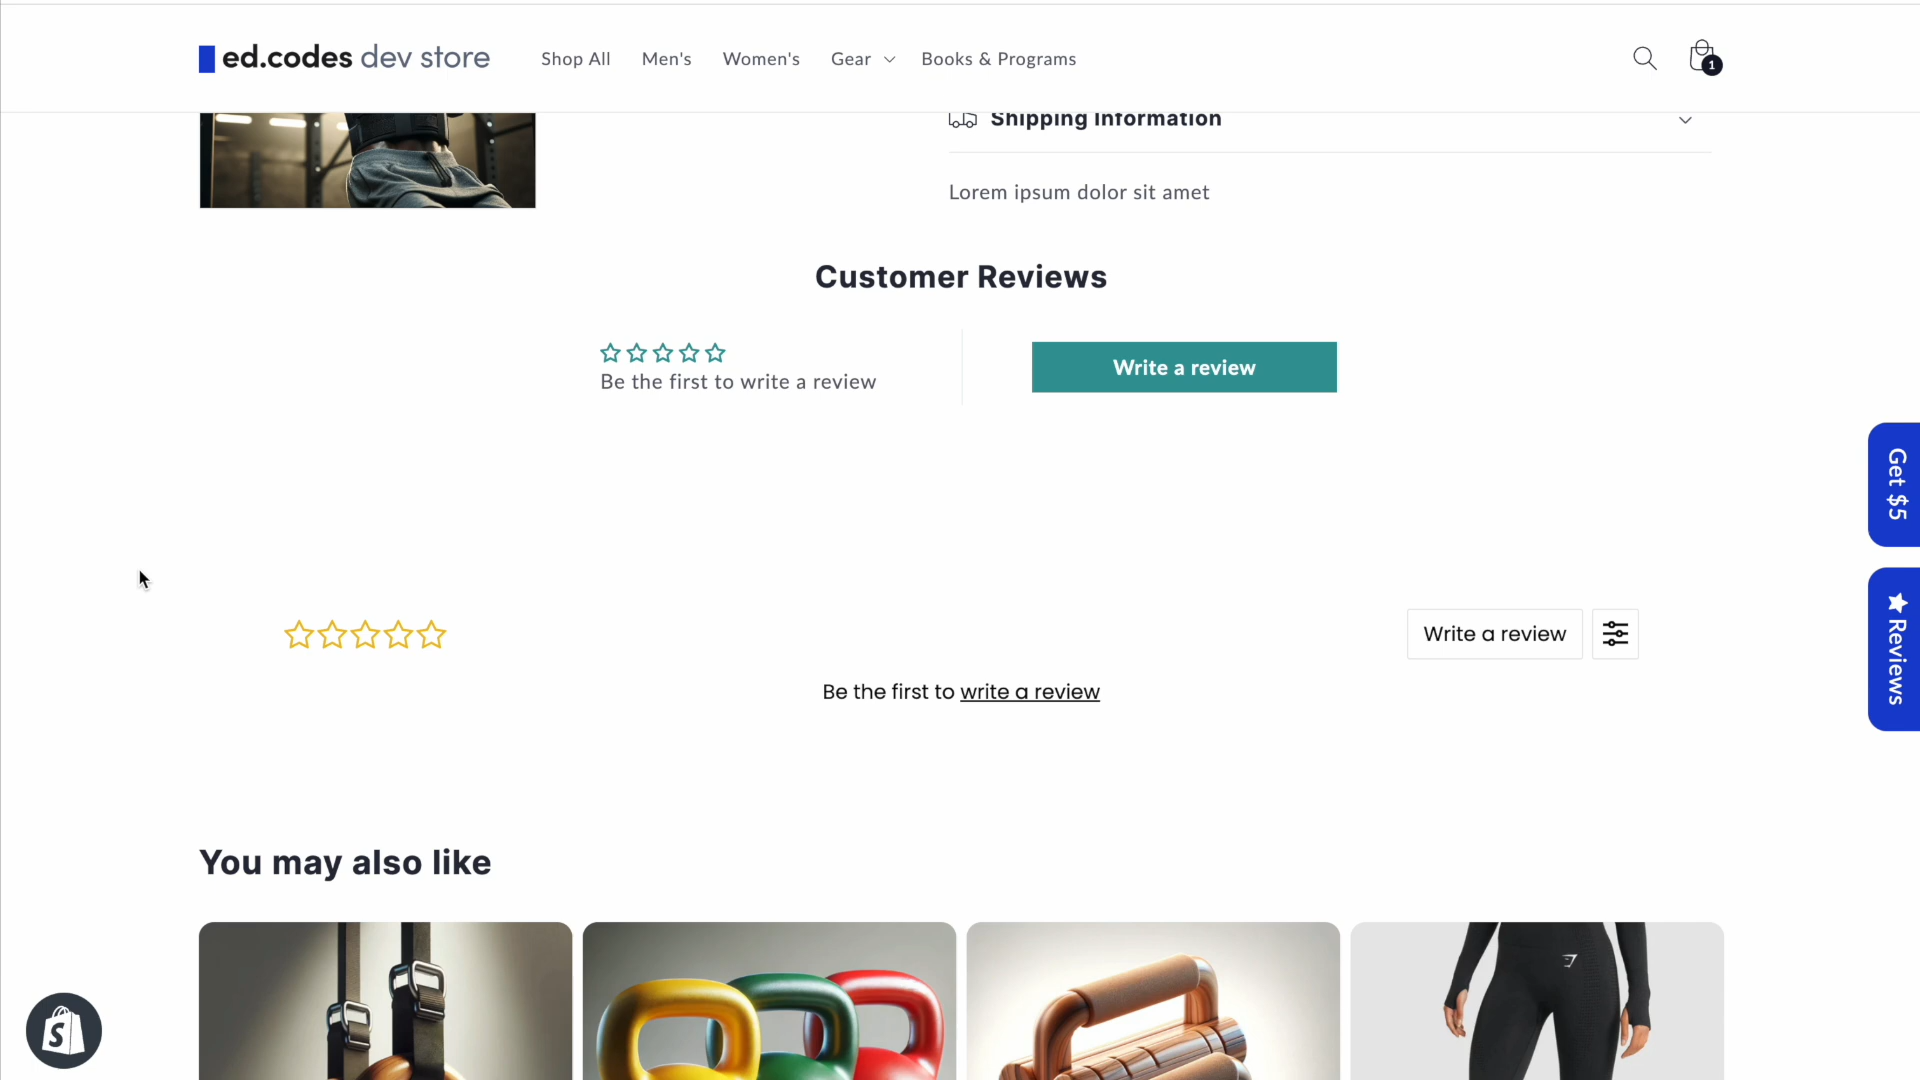 ed.codes dev store
Shop All
Men's
Women's
Gear
Books & Programs
1
Shipping Information
Lorem ipsum dolor sit amet
Customer Reviews
Be the first to write a review
Write a review
Get $5
Reviews
Write a review
Be the first to write a review
You may also like